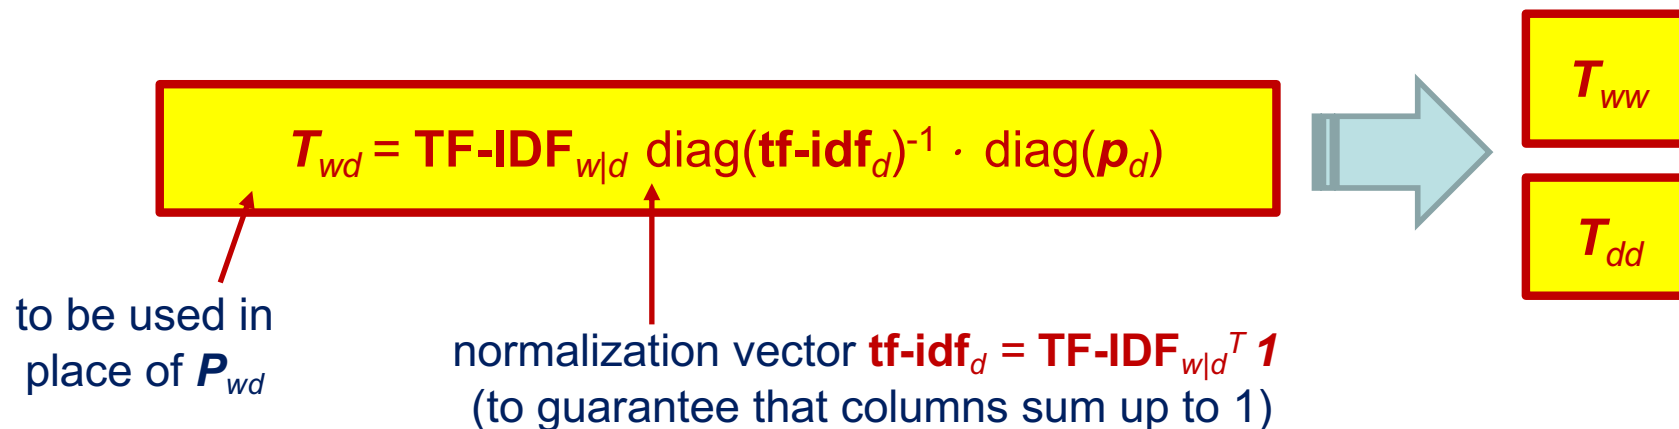 T_wd = TF-IDF_w|d diag(tf-idf_d)^-1 · diag(p_d)
T_ww
T_dd
to be used in
place of P_wd
normalization vector tf-idf_d = TF-IDF_w|d^T 1
(to guarantee that columns sum up to 1)